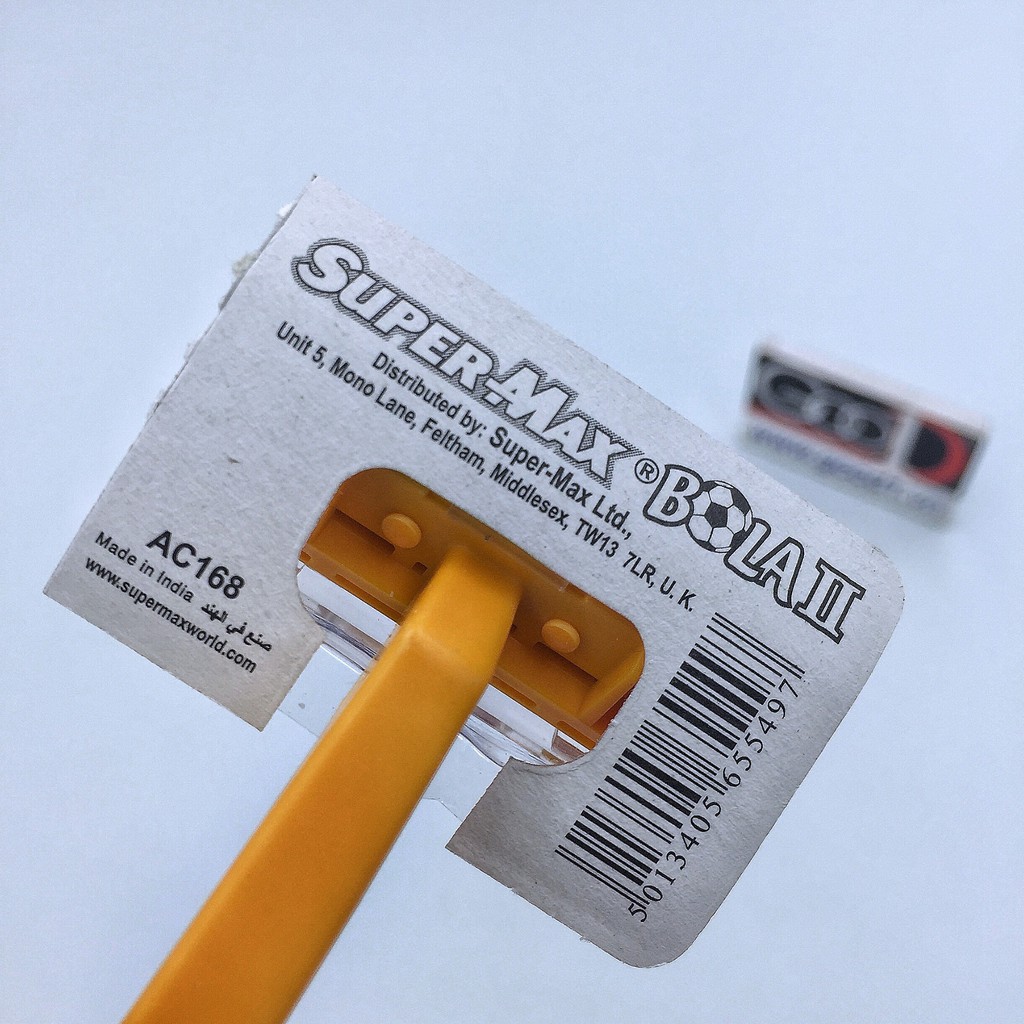 SUPER-MAX ® BOLA II
Distributed by: Super-Max Ltd.,
Unit 5, Mono Lane, Feltham, Middlesex, TW13 7LR, U. K.
AC168
Made in India صنع في الهند
www.supermaxworld.com
5013405655497